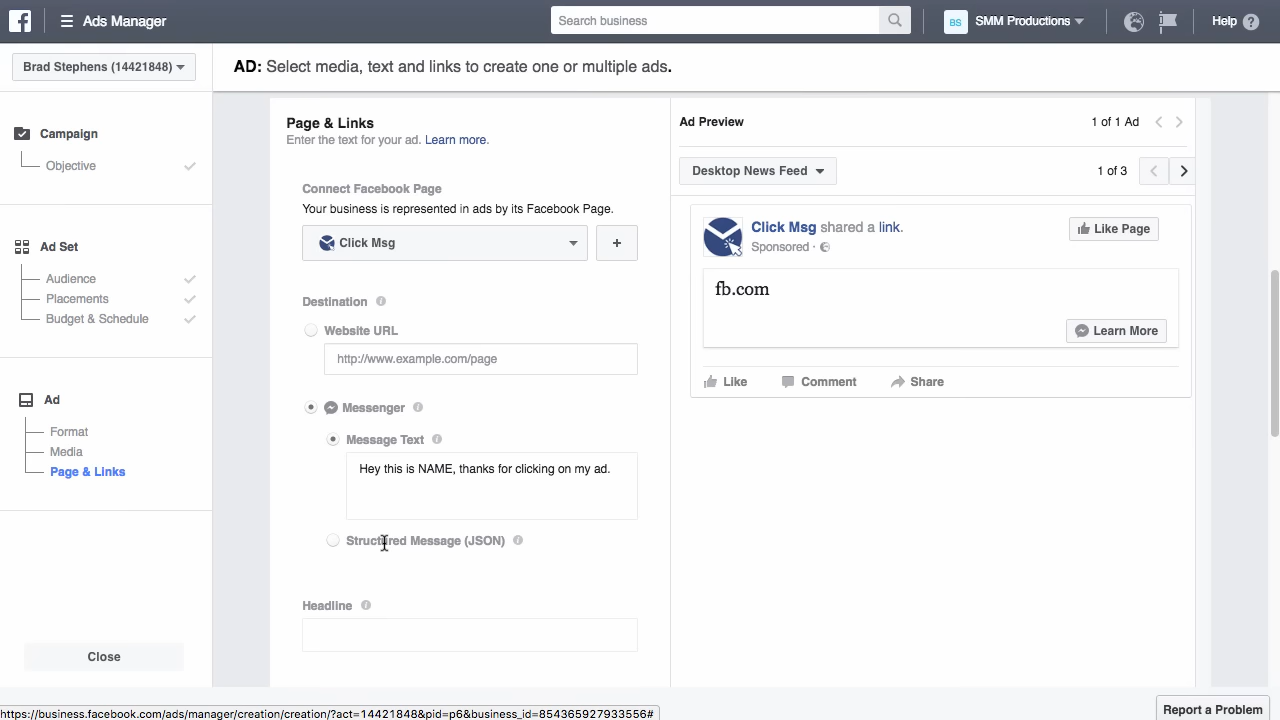 Ads Manager
Search business
BS SMM Productions
Help ?
Brad Stephens (14421848)
AD: Select media, text and links to create one or multiple ads.
Campaign
Objective
Ad Set
Audience
Placements
Budget & Schedule
Ad
Format
Media
Page & Links
Close
Page & Links
Enter the text for your ad. Learn more.
Connect Facebook Page
Your business is represented in ads by its Facebook Page.
Click Msg
+
Destination i
Website URL
http://www.example.com/page
Messenger i
Message Text i
Hey this is NAME, thanks for clicking on my ad.
Structured Message (JSON) i
Headline i
Ad Preview
1 of 1 Ad
Desktop News Feed
1 of 3
Click Msg shared a link.
Sponsored ·
Like Page
fb.com
Learn More
Like
Comment
Share
https://business.facebook.com/ads/manager/creation/creation/?act=14421848&pid=p6&business_id=854365927933556#
Report a Problem